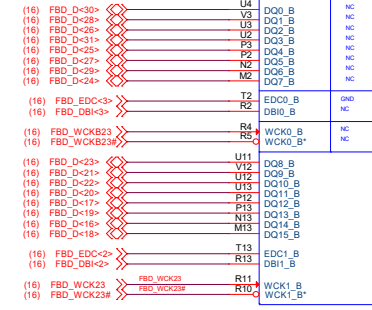 (16) FBD_D<30> U4 DQ0_B NC
(16) FBD_D<28> V3 DQ1_B NC
(16) FBD_D<26> U3 DQ2_B NC
(16) FBD_D<31> U2 DQ3_B NC
(16) FBD_D<25> P3 DQ4_B NC
(16) FBD_D<27> P2 DQ5_B NC
(16) FBD_D<29> N2 DQ6_B NC
(16) FBD_D<24> M2 DQ7_B NC
(16) FBD_EDC<3> T2 EDC0_B GND
(16) FBD_DBI<3> R2 DBI0_B NC
(16) FBD_WCKB23 R4 WCK0_B NC
(16) FBD_WCKB23# R5 WCK0_B* NC
(16) FBD_D<23> U11 DQ8_B
(16) FBD_D<21> V12 DQ9_B
(16) FBD_D<22> U12 DQ10_B
(16) FBD_D<20> U13 DQ11_B
(16) FBD_D<17> P12 DQ12_B
(16) FBD_D<19> P13 DQ13_B
(16) FBD_D<16> N13 DQ14_B
(16) FBD_D<18> M13 DQ15_B
(16) FBD_EDC<2> T13 EDC1_B
(16) FBD_DBI<2> R13 DBI1_B
(16) FBD_WCK23 FBD_WCK23 R11 WCK1_B
(16) FBD_WCK23# FBD_WCK23# R10 WCK1_B*